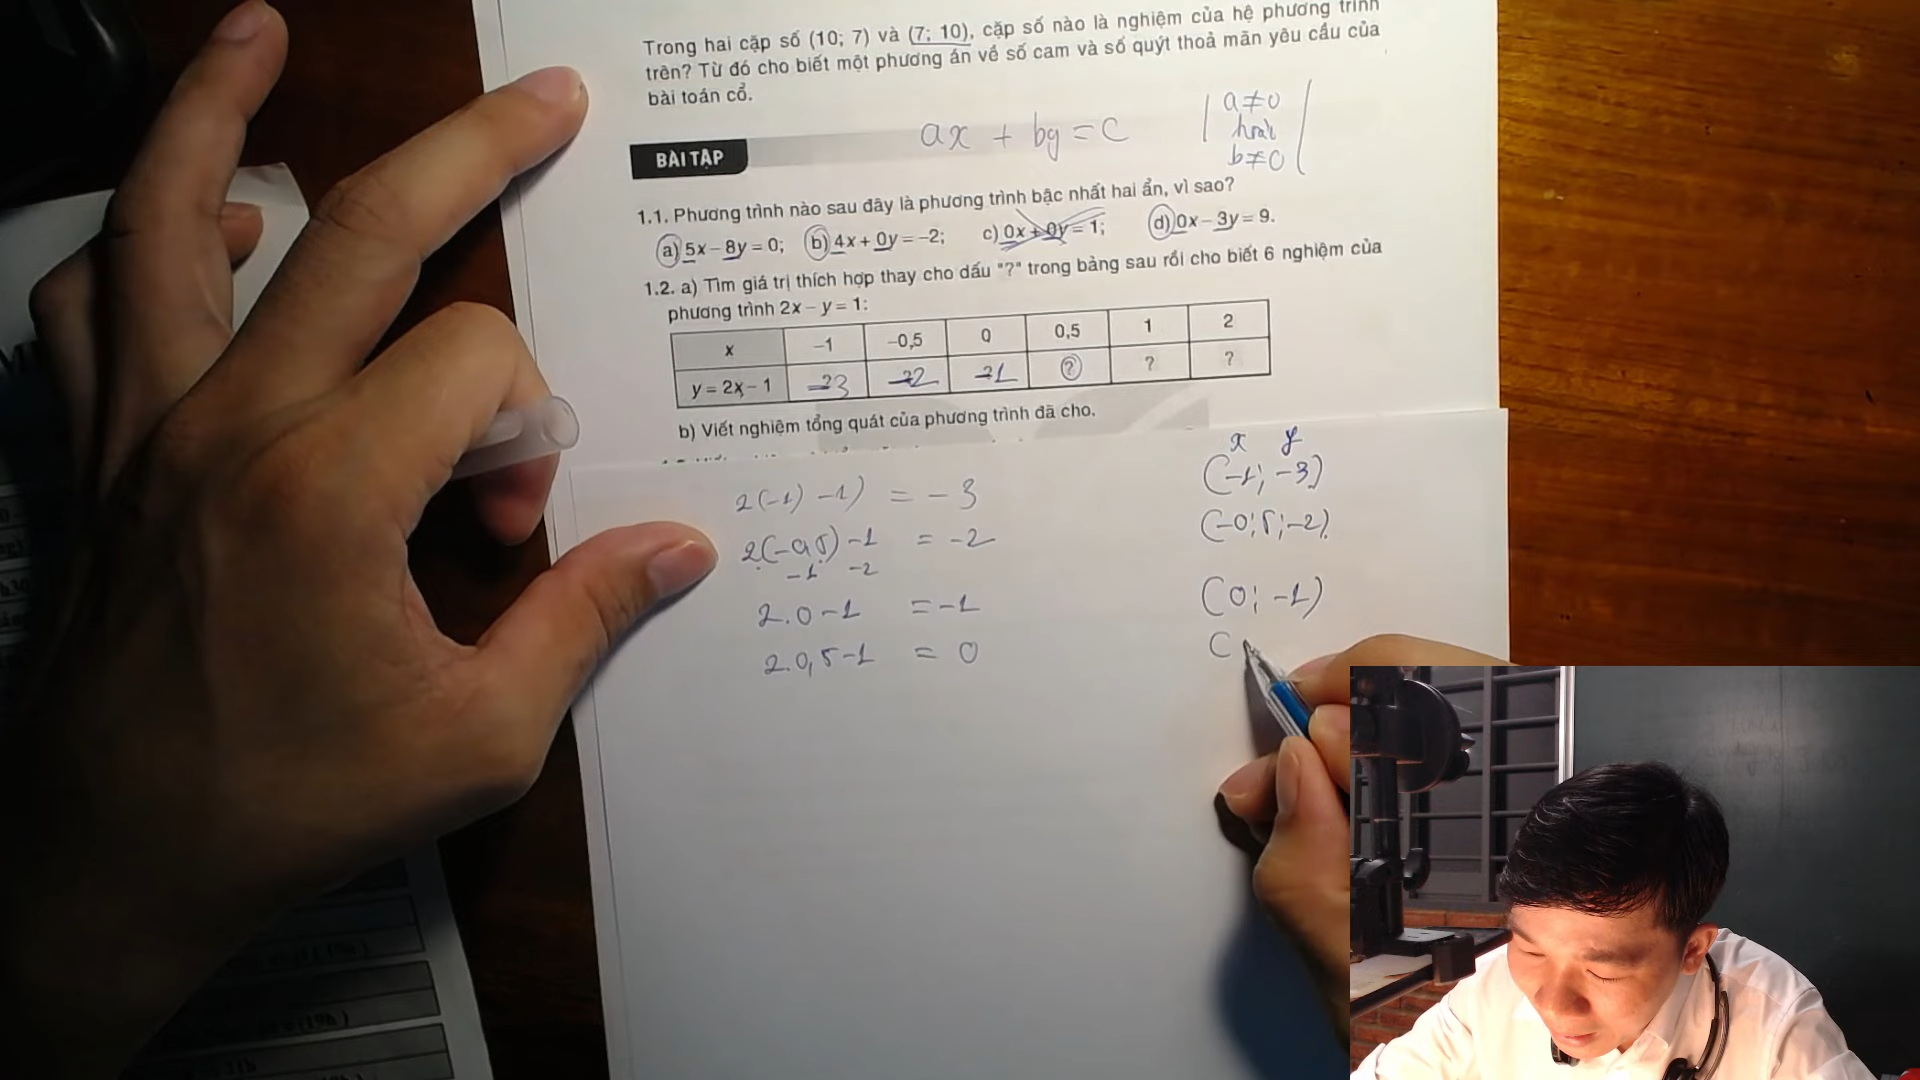 Trong hai cặp số (10; 7) và (7; 10), cặp số nào là nghiệm của hệ phương trình
trên? Từ đó cho biết một phương án về số cam và số quýt thoả mãn yêu cầu của
bài toán cổ.
ax + by = c
a≠0
hoặc
b≠0
BÀI TẬP
1.1. Phương trình nào sau đây là phương trình bậc nhất hai ẩn, vì sao?
a) 5x – 8y = 0; b) 4x + 0y = –2; c) 0x + 0y = 1; d) 0x – 3y = 9.
1.2. a) Tìm giá trị thích hợp thay cho dấu "?" trong bảng sau rồi cho biết 6 nghiệm của
phương trình 2x – y = 1:
x –1 –0,5 0 0,5 1 2
y = 2x – 1 –3 –2 –1 ? ? ?
b) Viết nghiệm tổng quát của phương trình đã cho.
x y
2(-1) -1) = -3 (-1; -3)
2(-0,5) -1 = -2 (-0;5; -2)
-1 -2
2.0 -1 = -1 (0; -1)
2.0,5 -1 = 0 (